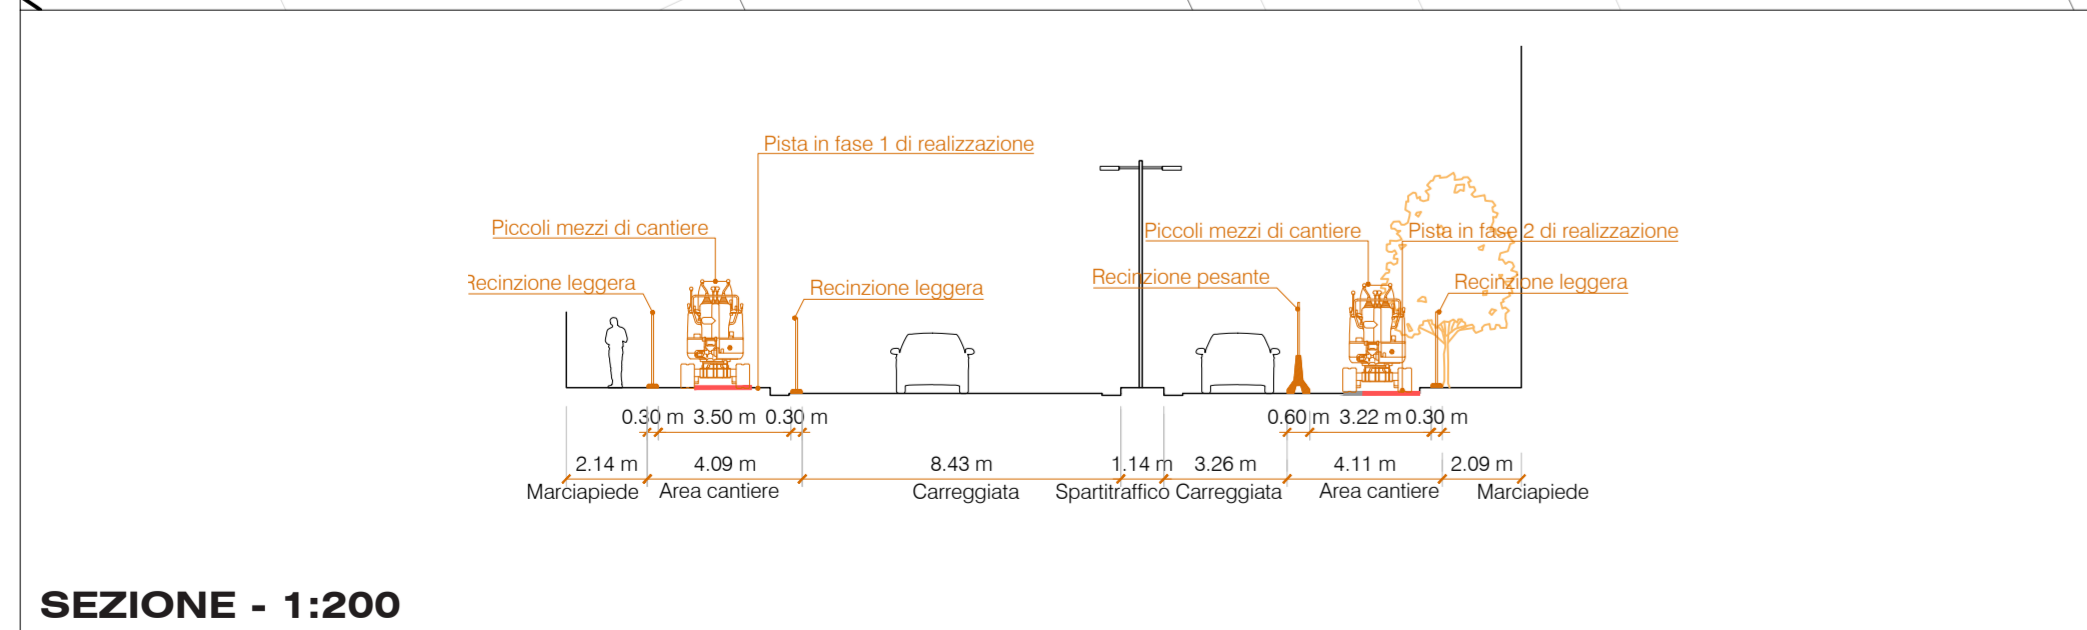 Pista in fase 1 di realizzazione
Piccoli mezzi di cantiere
Piccoli mezzi di cantiere
Pista in fase 2 di realizzazione
Recinzione leggera
Recinzione leggera
Recinzione pesante
Recinzione leggera
0.30 m 3.50 m 0.30 m 0.60 m 3.22 m 0.30 m
2.14 m 4.09 m 8.43 m 1.14 m 3.26 m 4.11 m 2.09 m
Marciapiede Area cantiere Carreggiata Spartitraffico Carreggiata Area cantiere Marciapiede
SEZIONE - 1:200